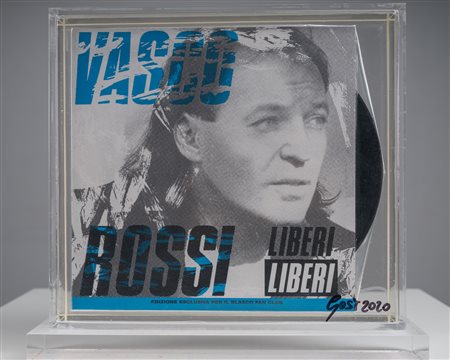 VASCO
ROSSI
LIBERI
LIBERI
EDIZIONE ESCLUSIVA PER IL BLASCO FAN CLUB
2020